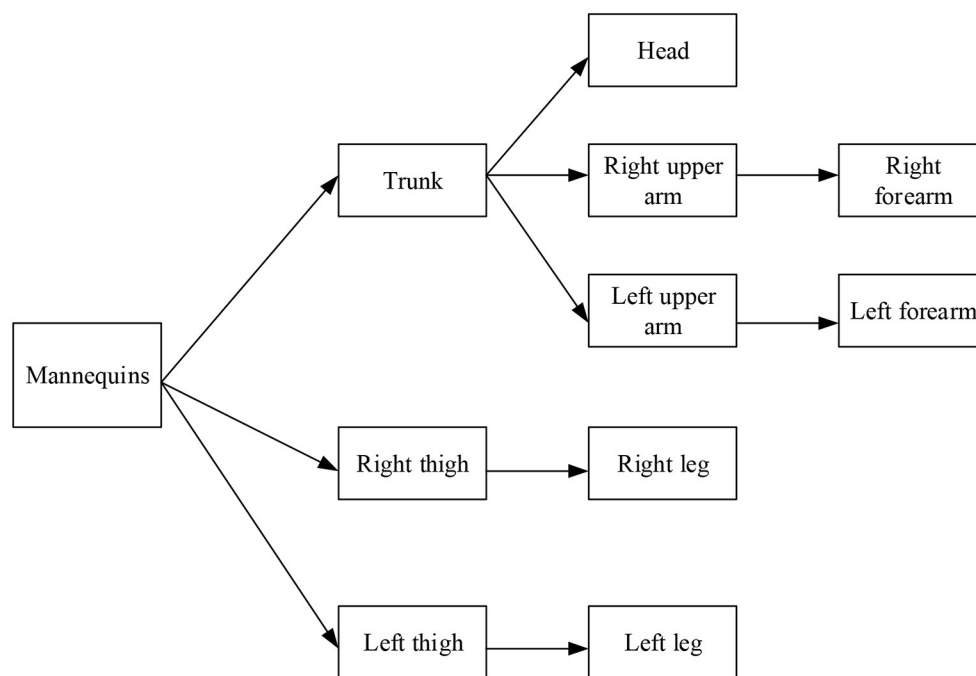 Head
Trunk
Right upper
arm
Right
forearm
Left upper
arm
Left forearm
Mannequins
Right thigh
Right leg
Left thigh
Left leg